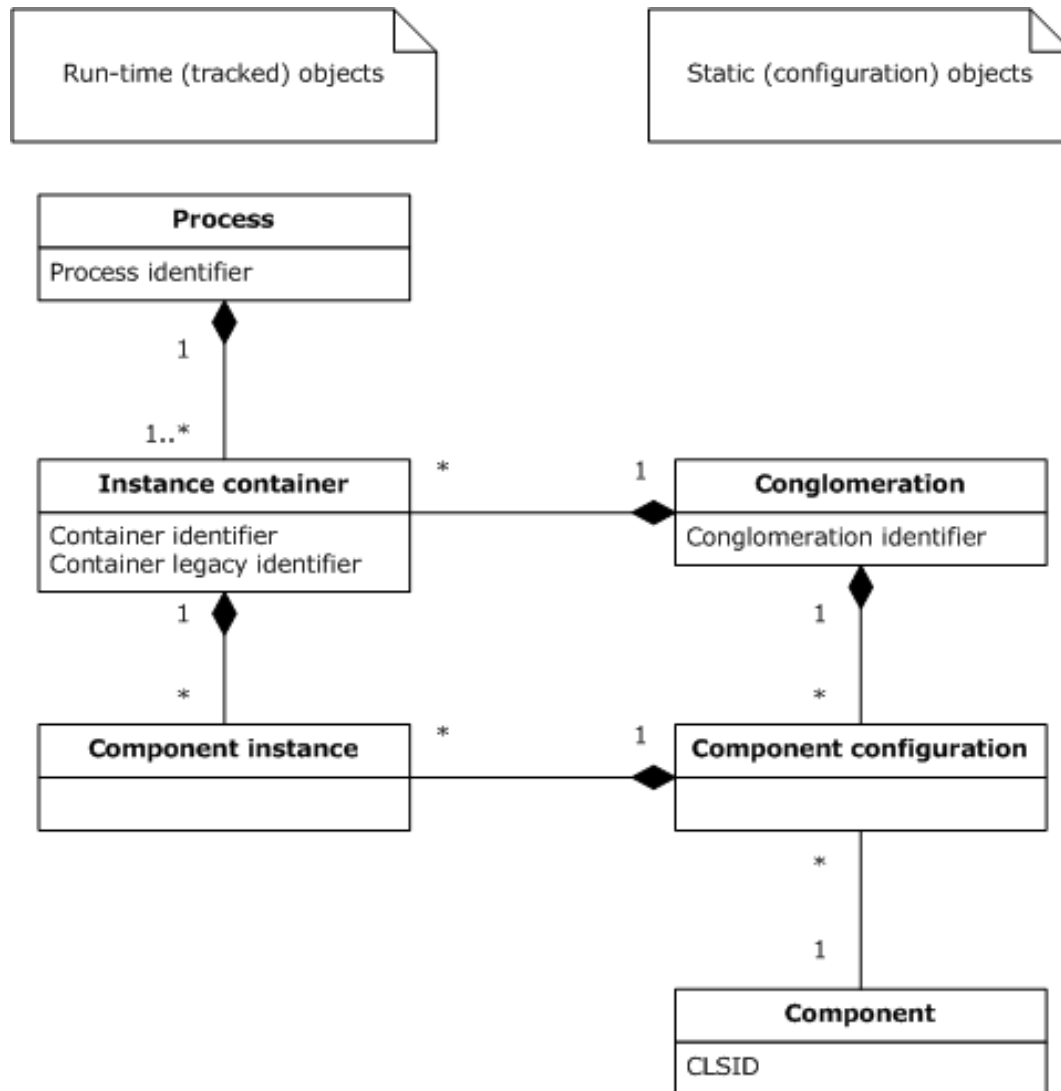 Run-time (tracked) objects
Static (configuration) objects
Process
Process identifier
1
1..*
Instance container
Container identifier
Container legacy identifier
*
1
Conglomeration
Conglomeration identifier
1
*
1
*
Component instance
*
1
Component configuration
*
1
Component
CLSID